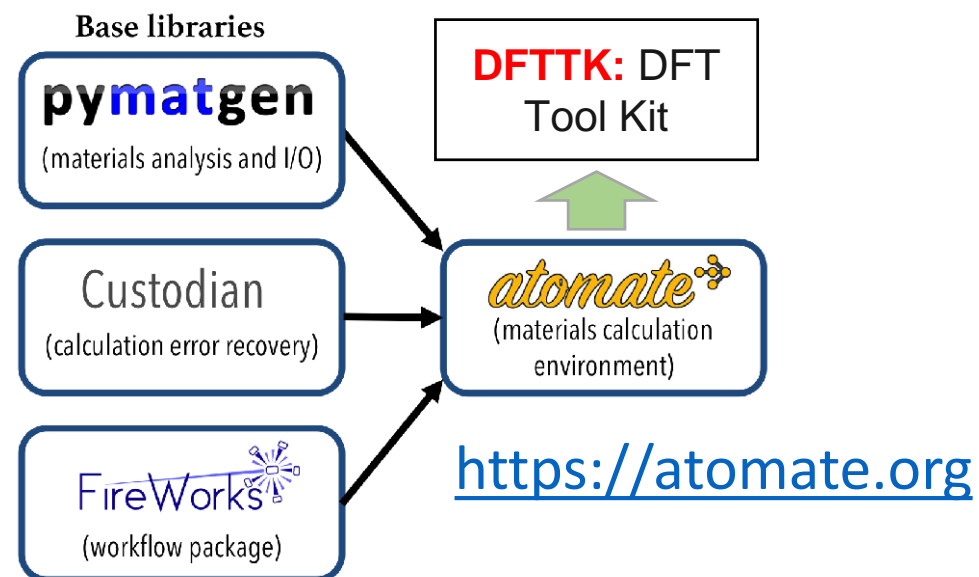 Base libraries
pymatgen
(materials analysis and I/O)
DFTTK: DFT
Tool Kit
Custodian
(calculation error recovery)
atomate
(materials calculation
environment)
FireWorks
(workflow package)
https://atomate.org